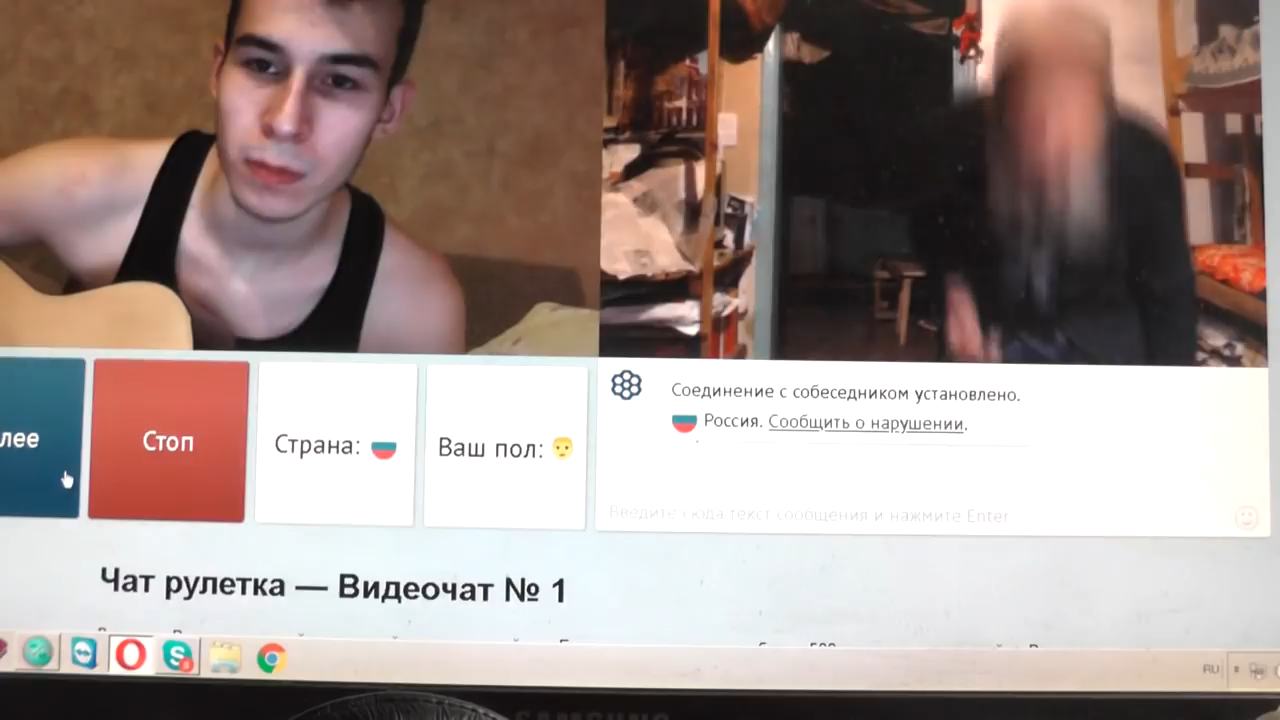 Соединение с собеседником установлено.
Россия. Сообщить о нарушении.
лее
Стоп
Страна:
Ваш пол:
Введите сюда текст сообщения и нажмите Enter
Чат рулетка — Видеочат № 1
RU
SAMSUNG